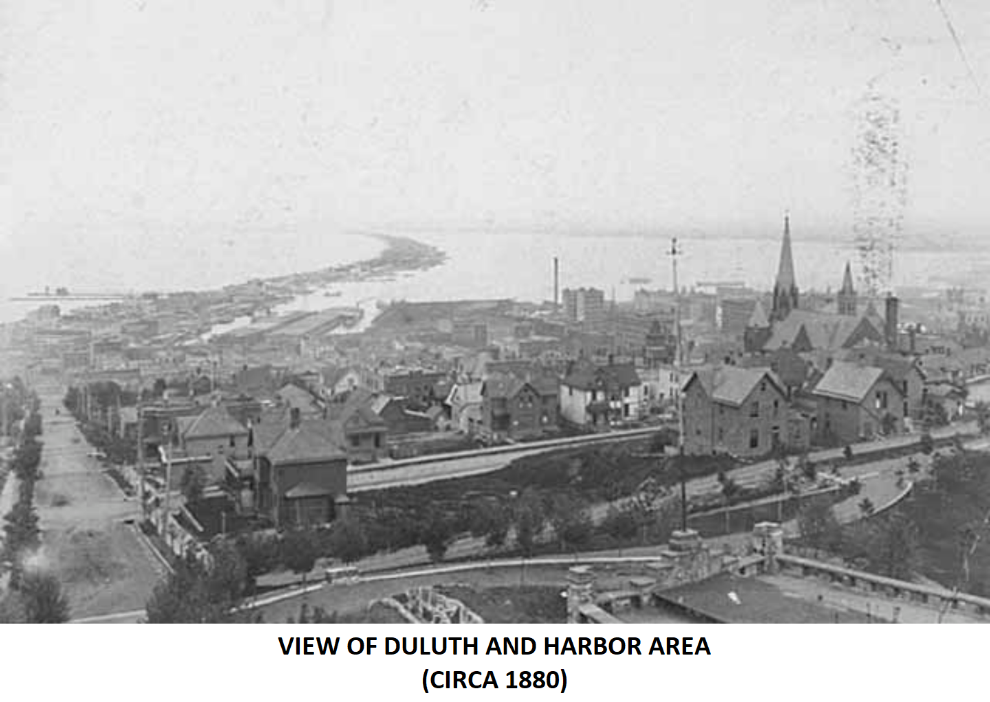 VIEW OF DULUTH AND HARBOR AREA
(CIRCA 1880)